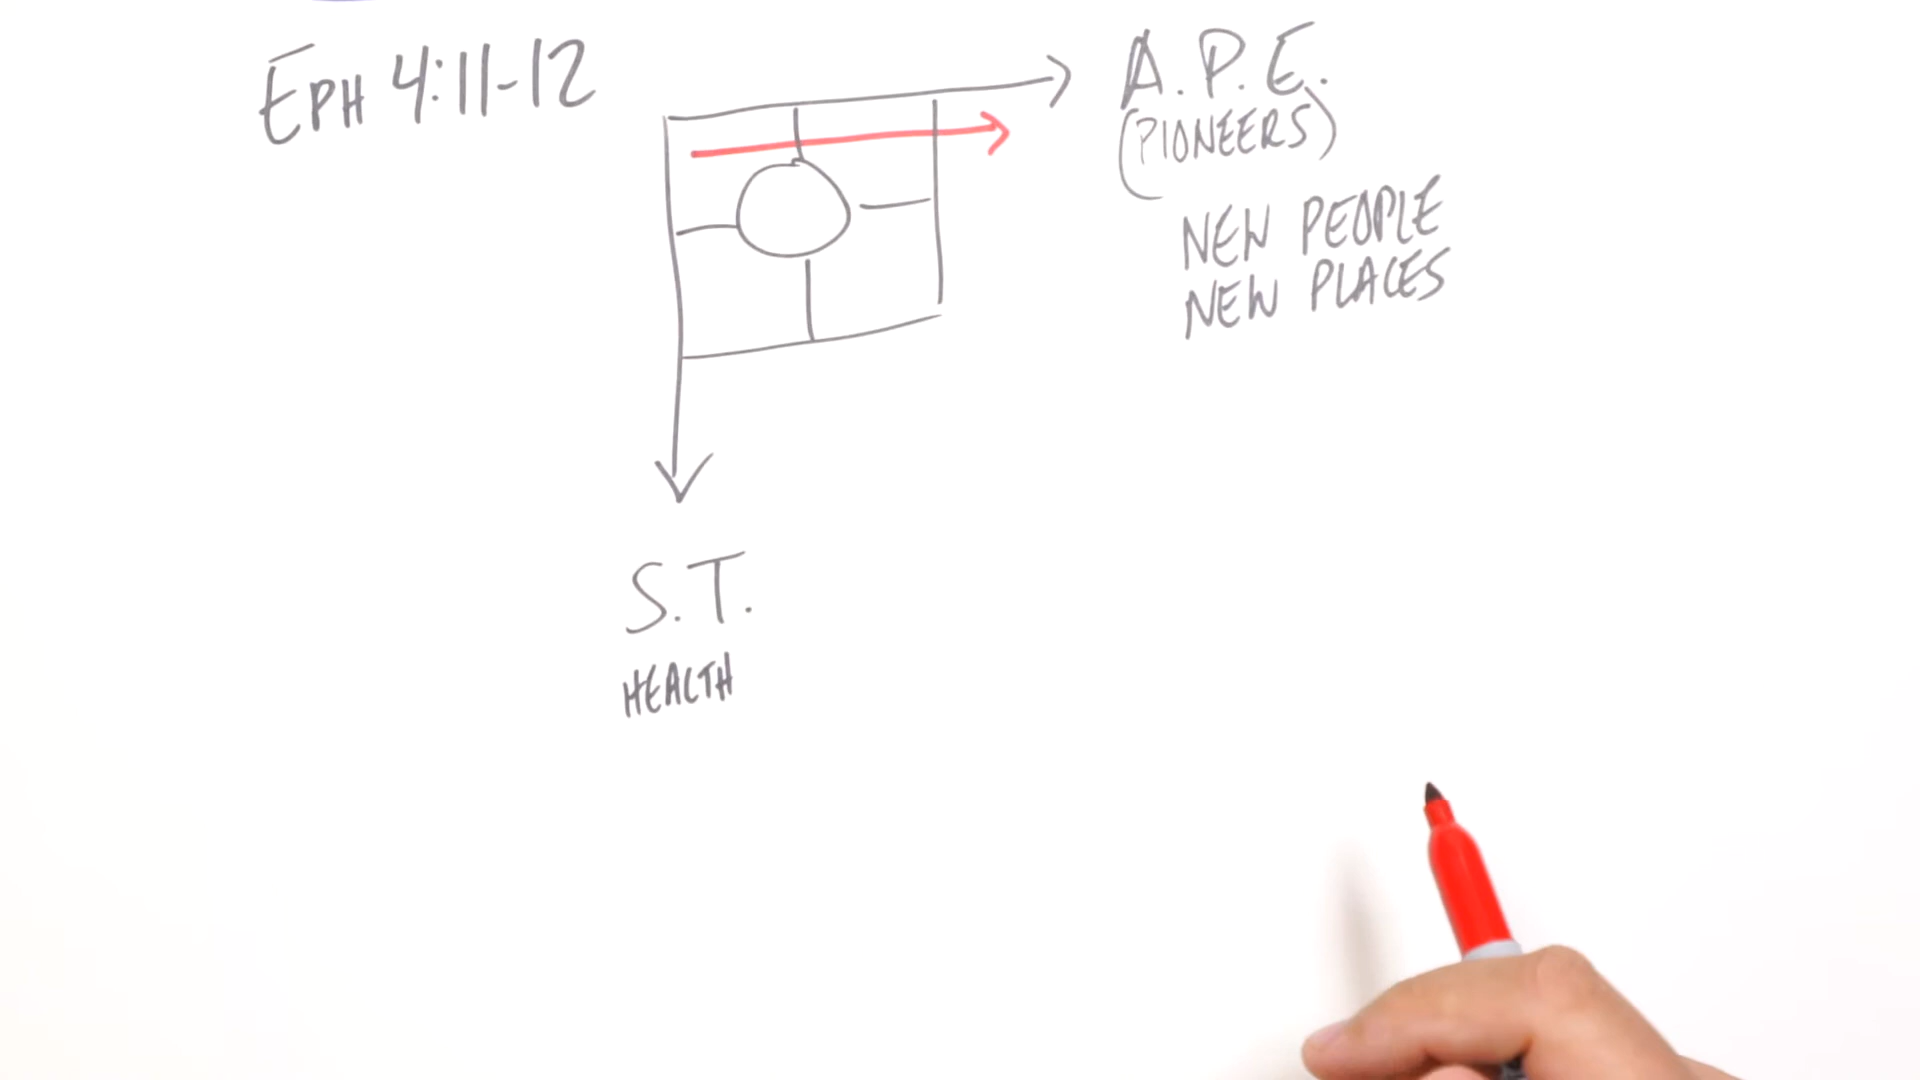 EPH 4:11-12
A.P.E.
(PIONEERS)
NEW PEOPLE
NEW PLACES
S.T.
HEALTH